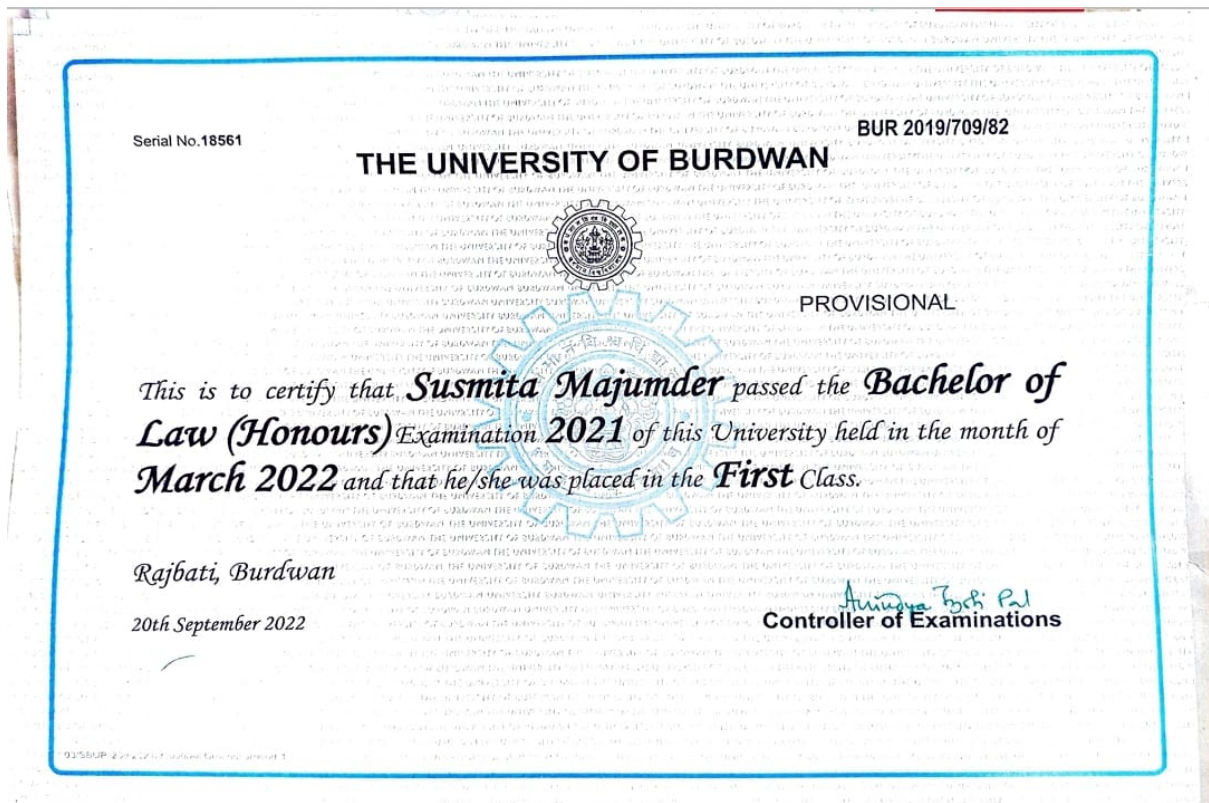 Serial No.18561
BUR 2019/709/82
THE UNIVERSITY OF BURDWAN
PROVISIONAL
This is to certify that Susmita Majumder passed the Bachelor of
Law (Honours) Examination 2021 of this University held in the month of
March 2022 and that he/she was placed in the First Class.
Rajbati, Burdwan
20th September 2022
Controller of Examinations